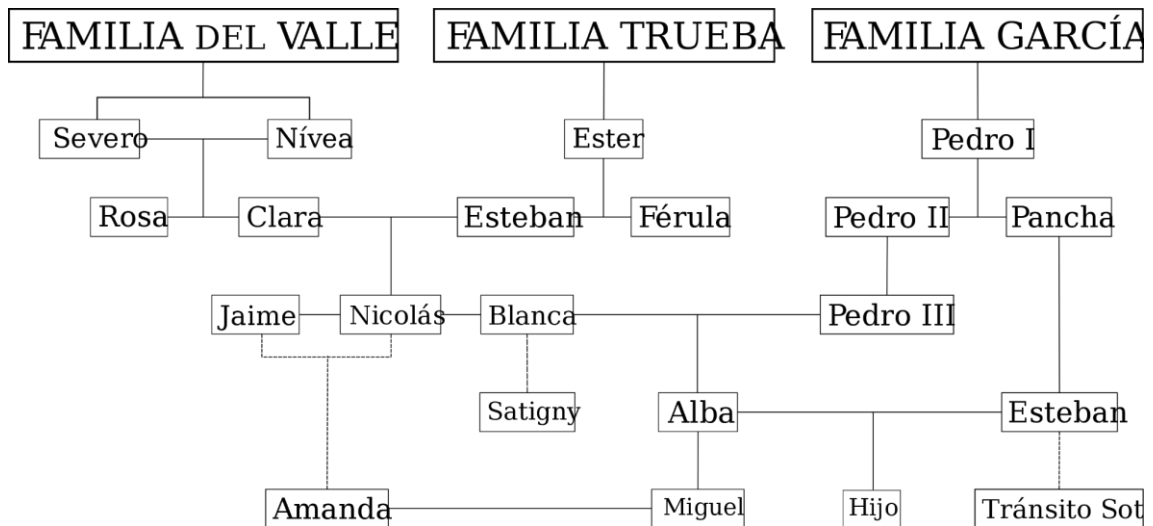 FAMILIA DEL VALLE
FAMILIA TRUEBA
FAMILIA GARCÍA
Severo
Nívea
Ester
Pedro I
Rosa
Clara
Esteban
Férula
Pedro II
Pancha
Jaime
Nicolás
Blanca
Pedro III
Satigny
Alba
Esteban
Amanda
Miguel
Hijo
Tránsito Sot